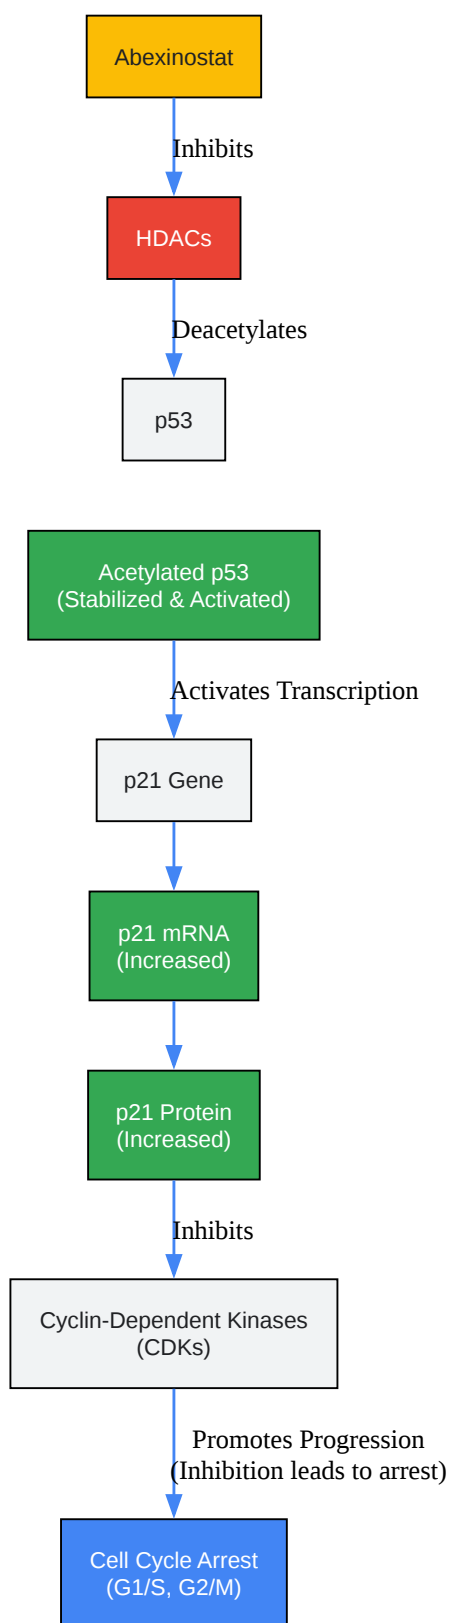 Abexinostat
Inhibits
HDACs
Deacetylates
p53
Acetylated p53
(Stabilized & Activated)
Activates Transcription
p21 Gene
p21 mRNA
(Increased)
p21 Protein
(Increased)
Inhibits
Cyclin-Dependent Kinases
(CDKs)
Promotes Progression
(Inhibition leads to arrest)
Cell Cycle Arrest
(G1/S, G2/M)